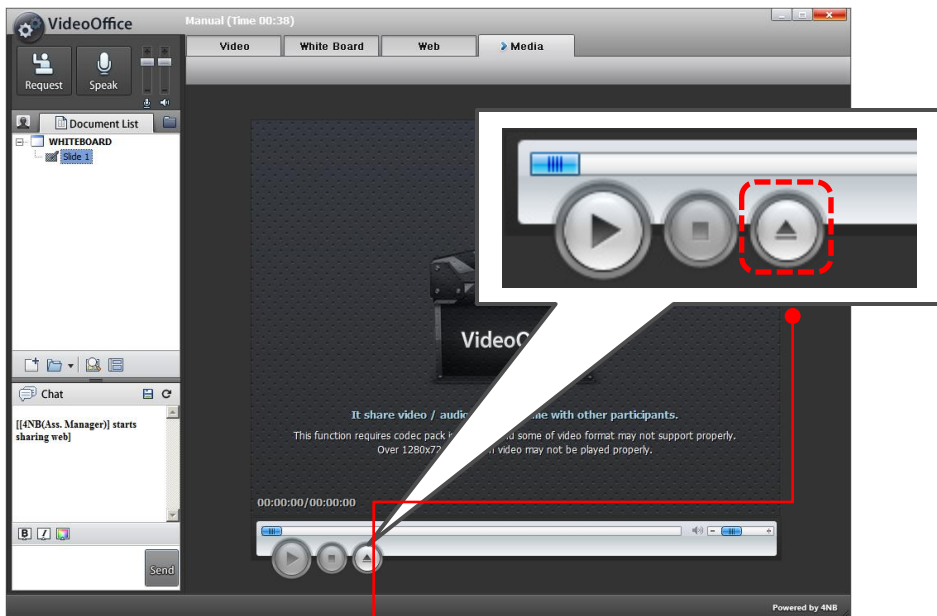 VideoOffice
Manual (Time 00:38)
Video
White Board
Web
Media
Request
Speak
Document List
WHITEBOARD
Slide 1
Chat
[[4NB(Ass. Manager)] starts
sharing web]
B I
Send
It share video / audio with other participants.
This function requires codec pack some of video format may not support properly.
Over 1280x72 video may not be played properly.
00:00:00/00:00:00
Powered by 4NB